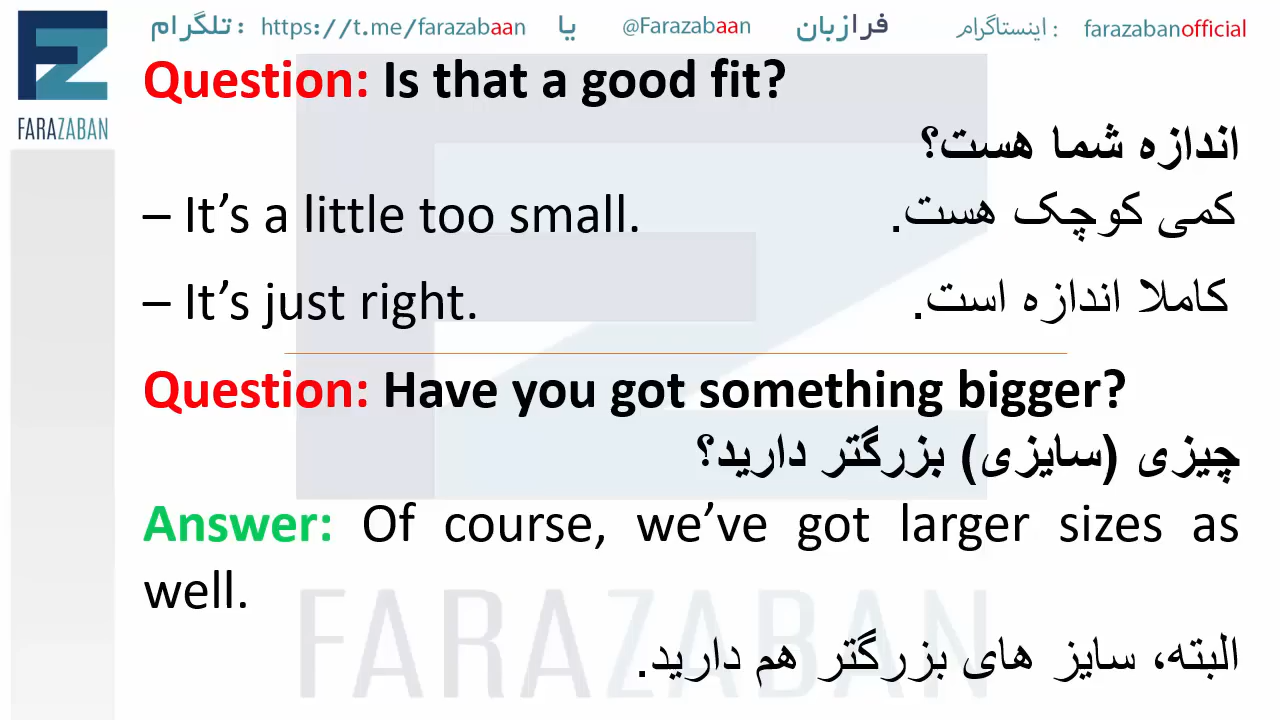 تلگرام : https://t.me/farazabaan یا @Farazabaan فرازبان اینستاگرام : farazabanofficial
FZ
FARAZABAN
Question: Is that a good fit?
اندازه شما هست؟
– It’s a little too small. کمی کوچک هست.
– It’s just right. کاملا اندازه است.
Question: Have you got something bigger?
چیزی (سایزی) بزرگتر دارید؟
Answer: Of course, we’ve got larger sizes as
well.
البته، سایز های بزرگتر هم دارید.
FARAZABAN